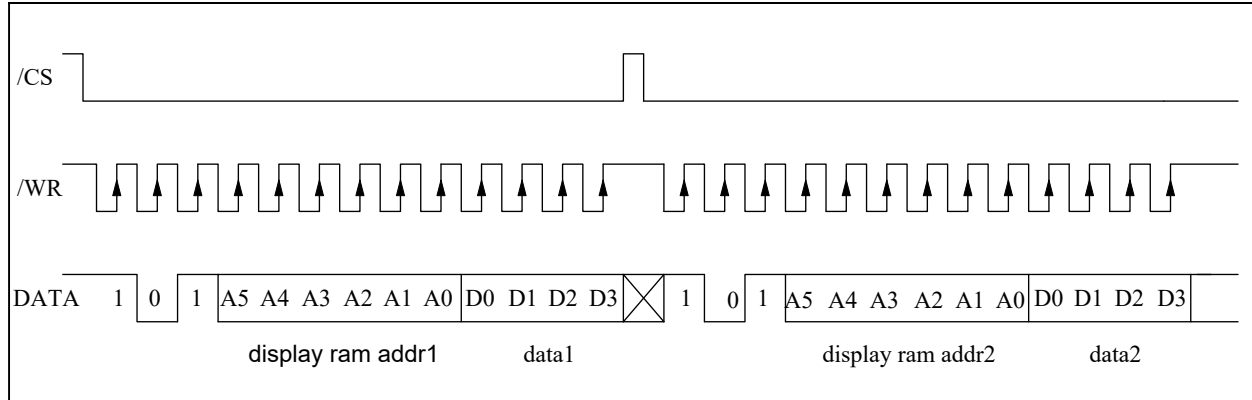 /CS
/WR
DATA 1 0 1 A5 A4 A3 A2 A1 A0 D0 D1 D2 D3 1 0 1 A5 A4 A3 A2 A1 A0 D0 D1 D2 D3
display ram addr1 data1 display ram addr2 data2